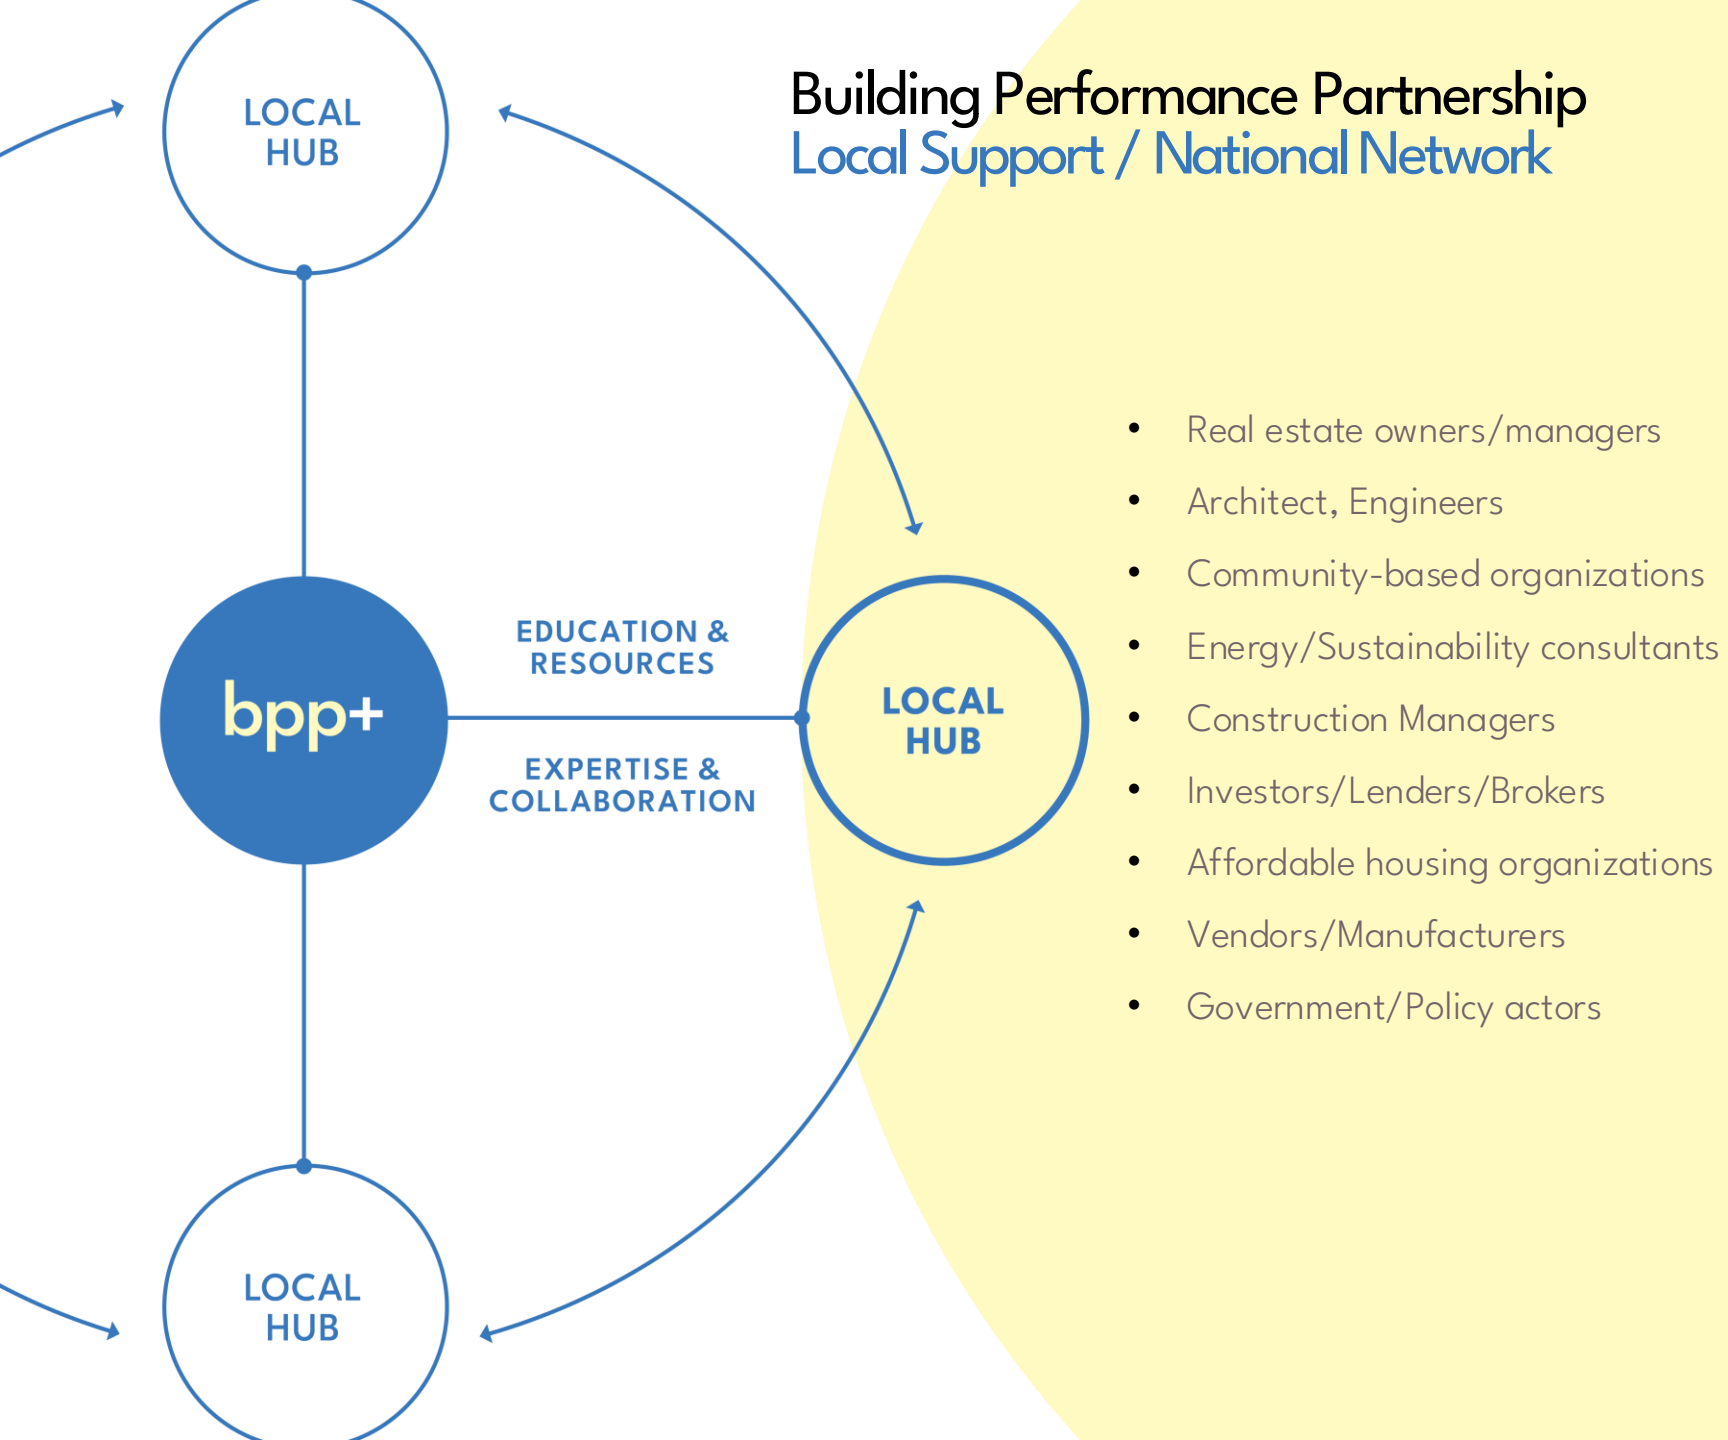 Building Performance Partnership
Local Support / National Network
LOCAL
HUB
bpp+
EDUCATION &
RESOURCES
EXPERTISE &
COLLABORATION
LOCAL
HUB
LOCAL
HUB
• Real estate owners/managers
• Architect, Engineers
• Community-based organizations
• Energy/Sustainability consultants
• Construction Managers
• Investors/Lenders/Brokers
• Affordable housing organizations
• Vendors/Manufacturers
• Government/Policy actors